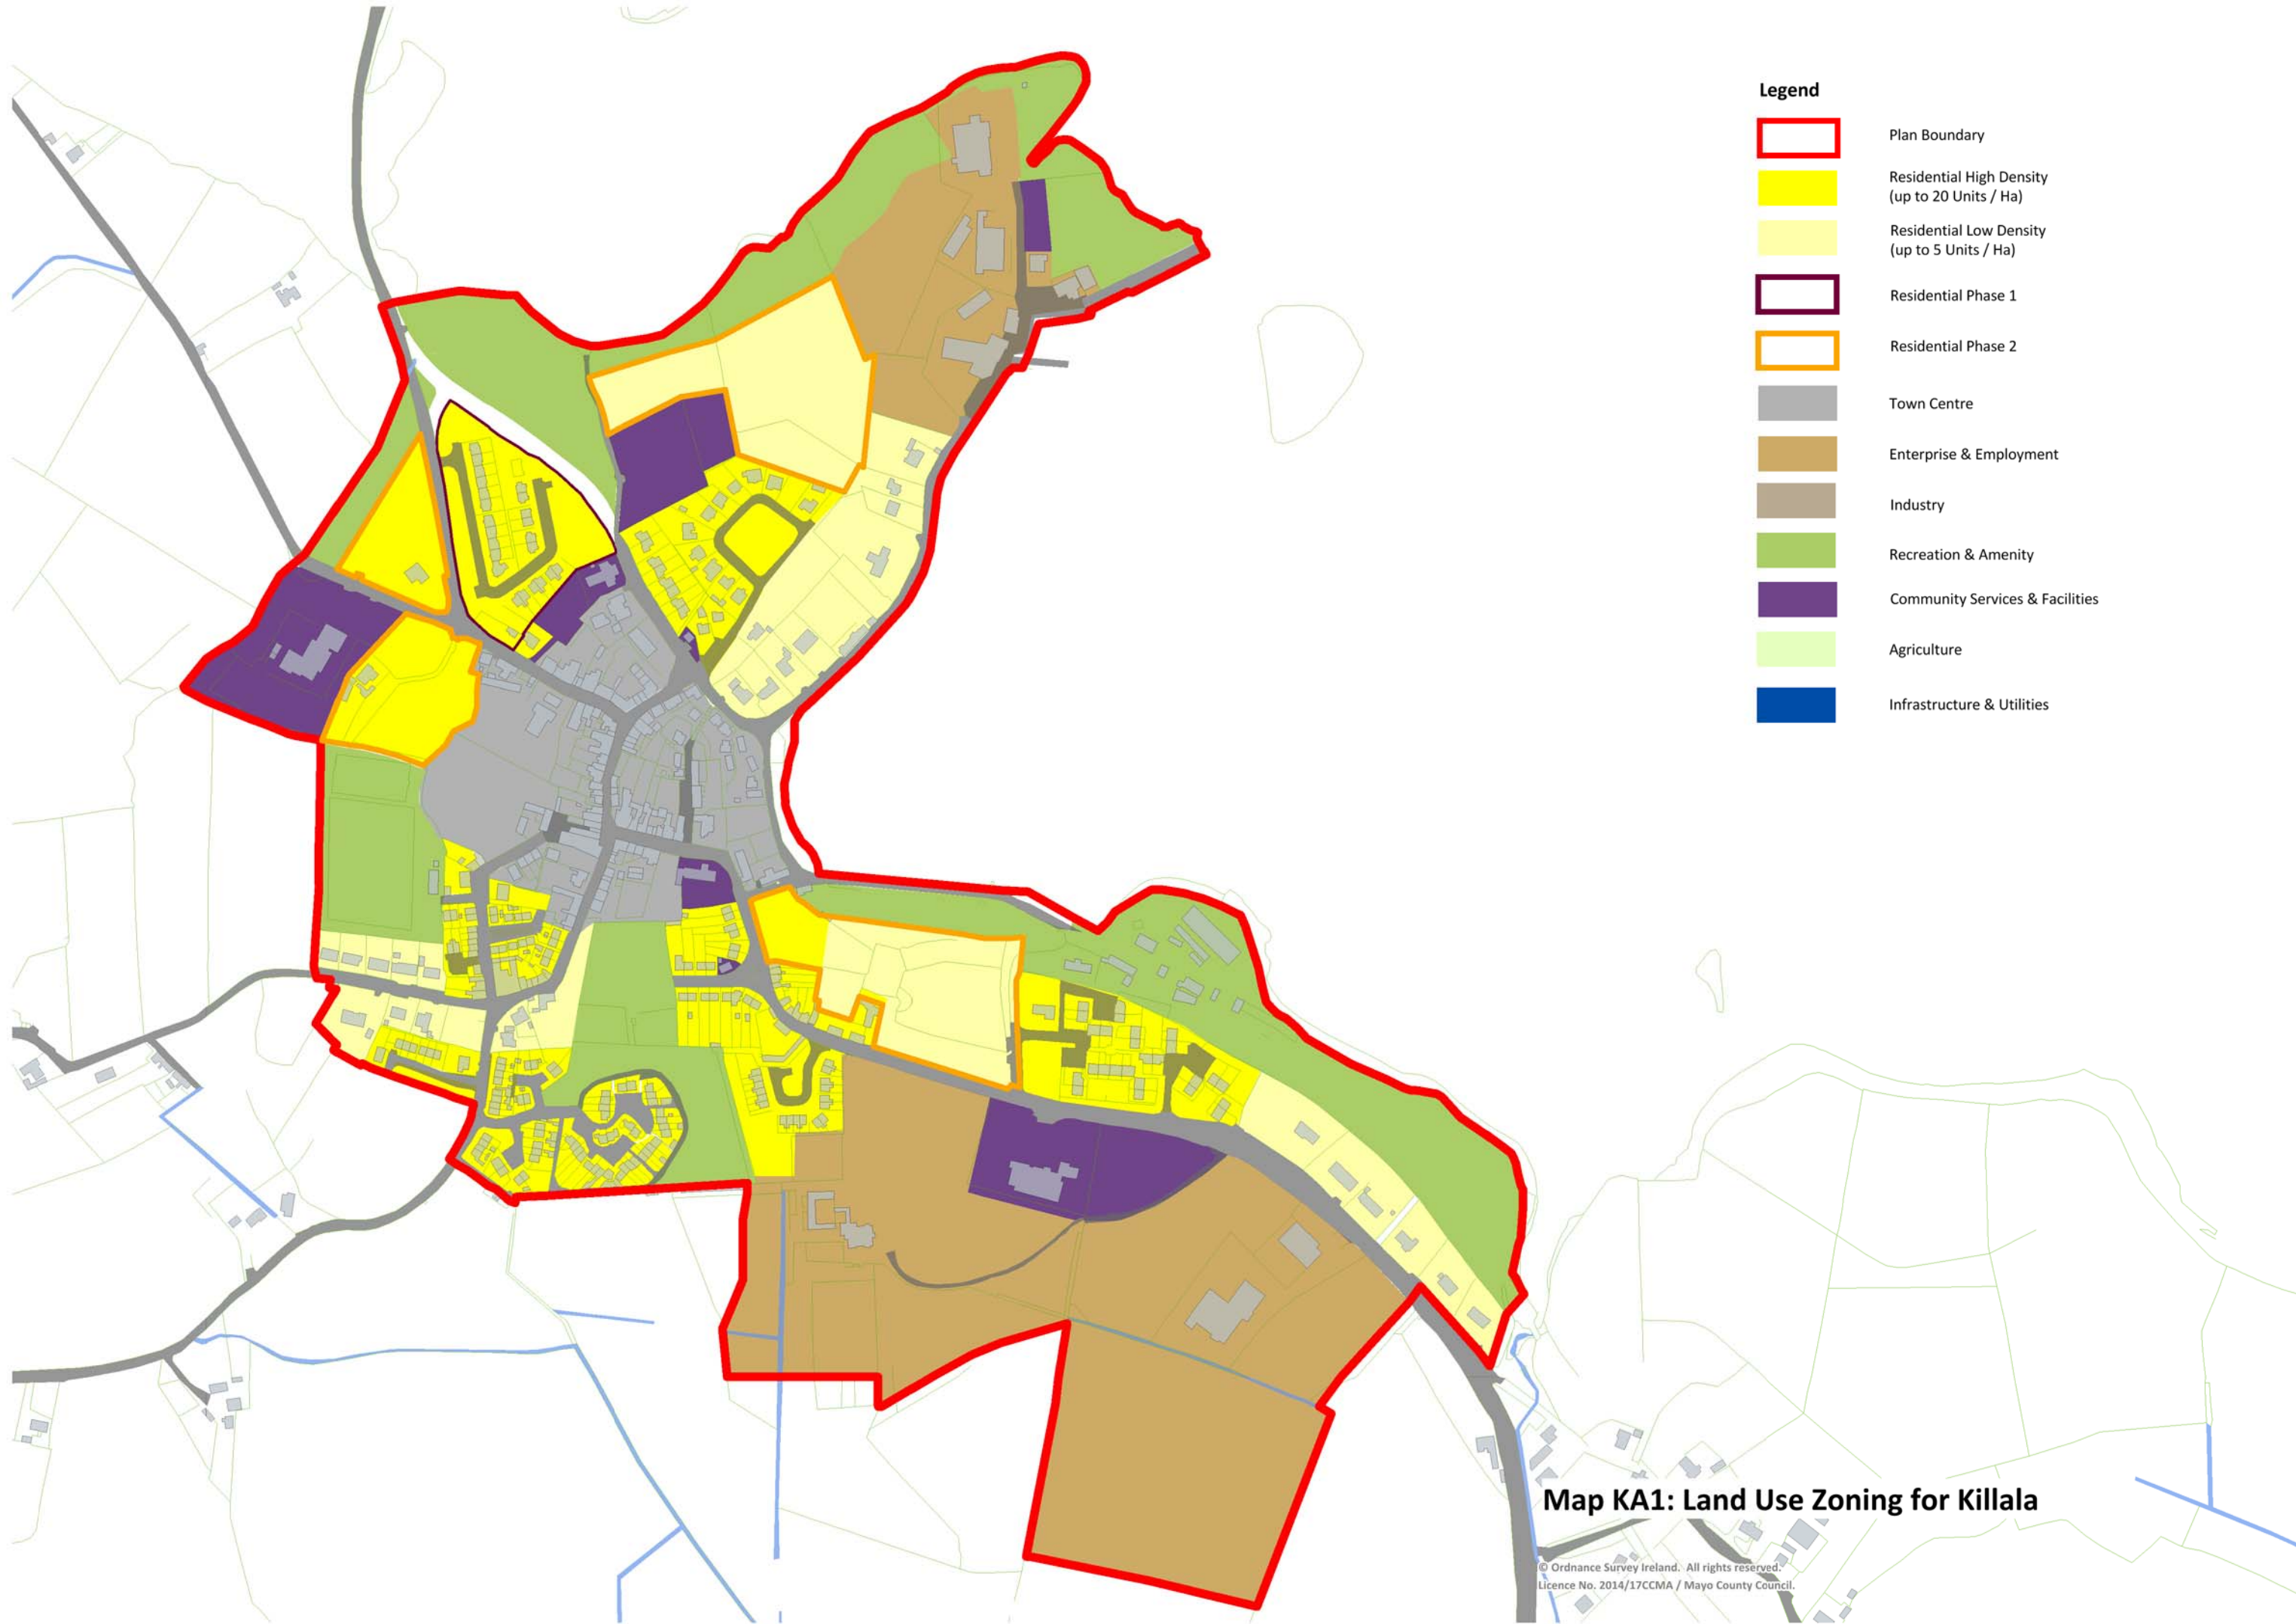 Legend
Plan Boundary
Residential High Density
(up to 20 Units / Ha)
Residential Low Density
(up to 5 Units / Ha)
Residential Phase 1
Residential Phase 2
Town Centre
Enterprise & Employment
Industry
Recreation & Amenity
Community Services & Facilities
Agriculture
Infrastructure & Utilities
Map KA1: Land Use Zoning for Killala
© Ordnance Survey Ireland. All rights reserved.
Licence No. 2014/17CCMA / Mayo County Council.